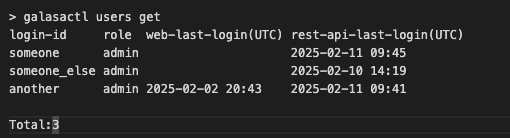 > galasactl users get
login-id     role  web-last-login(UTC) rest-api-last-login(UTC)
someone      admin                     2025-02-11 09:45
someone_else admin                     2025-02-10 14:19
another      admin 2025-02-02 20:43    2025-02-11 09:41
Total:3